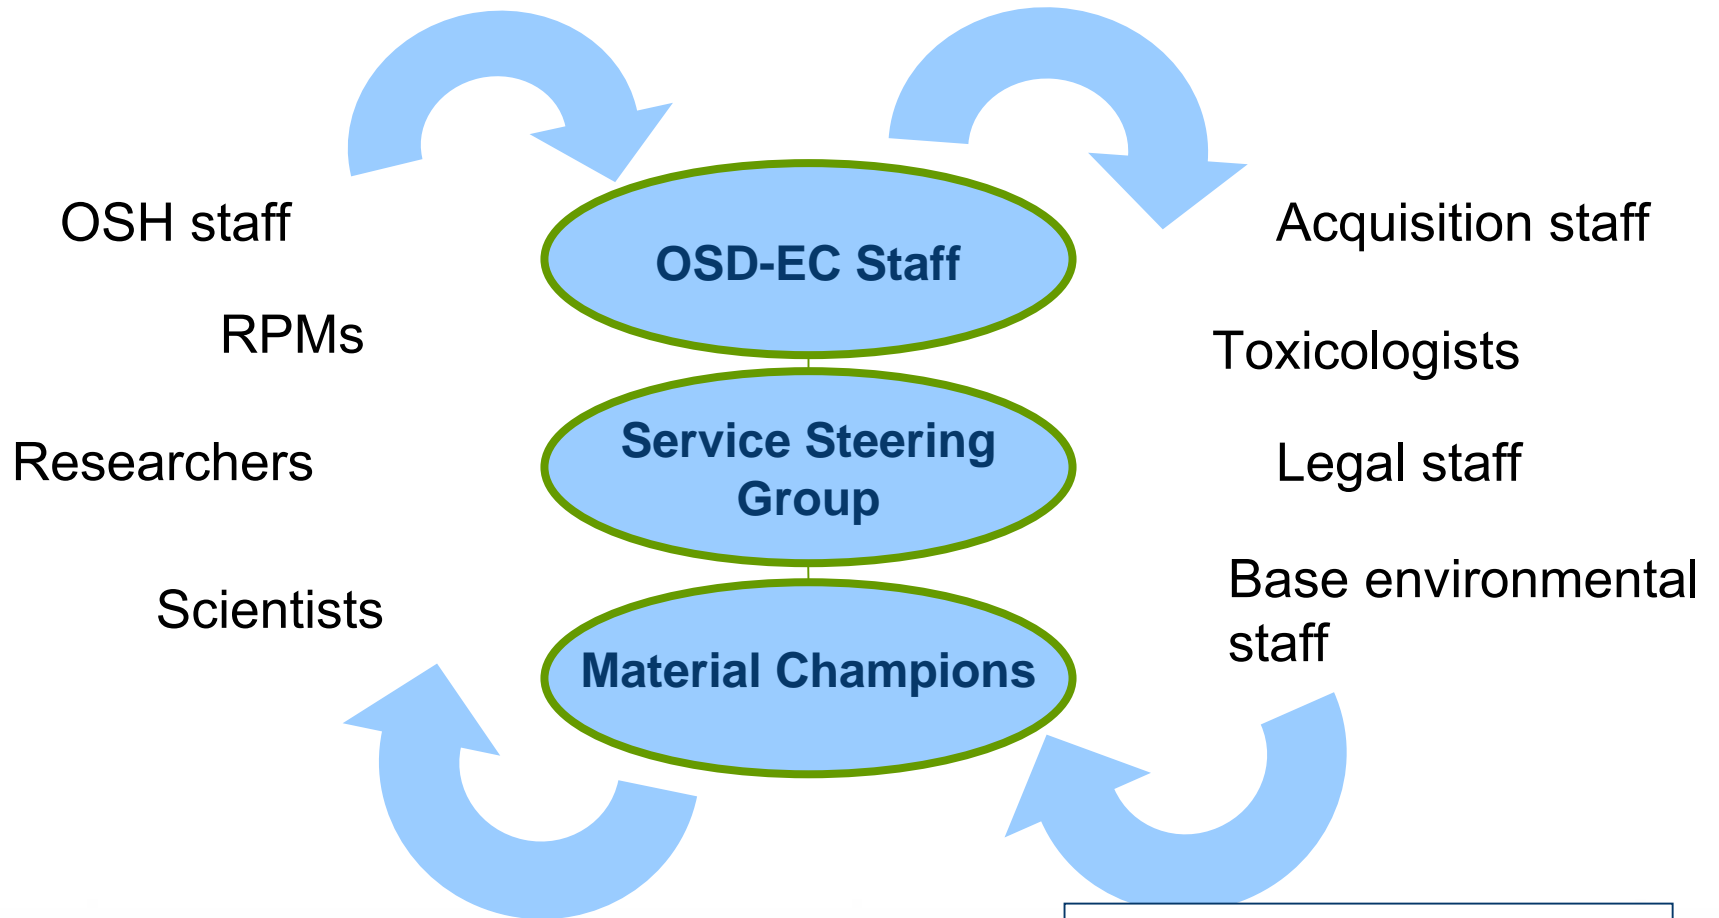 OSH staff
RPMs
Researchers
Scientists
OSD-EC Staff
Service Steering
Group
Material Champions
Acquisition staff
Toxicologists
Legal staff
Base environmental
staff